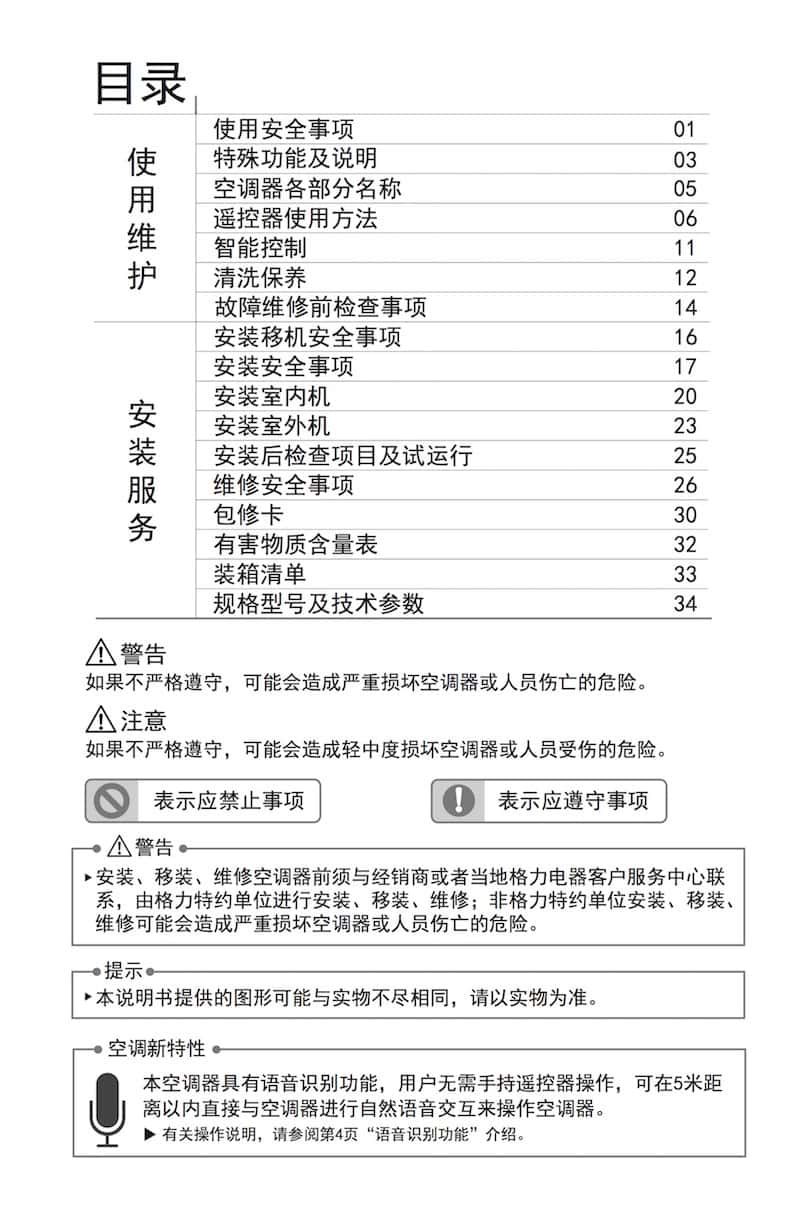 目录
使用维护
使用安全事项 01
特殊功能及说明 03
空调器各部分名称 05
遥控器使用方法 06
智能控制 11
清洗保养 12
故障维修前检查事项 14
安装服务
安装移机安全事项 16
安装安全事项 17
安装室内机 20
安装室外机 23
安装后检查项目及试运行 25
维修安全事项 26
包修卡 30
有害物质含量表 32
装箱清单 33
规格型号及技术参数 34
警告
如果不严格遵守，可能会造成严重损坏空调器或人员伤亡的危险。
注意
如果不严格遵守，可能会造成轻中度损坏空调器或人员受伤的危险。
表示应禁止事项
表示应遵守事项
警告
安装、移装、维修空调器前须与经销商或者当地格力电器客户服务中心联
系，由格力特约单位进行安装、移装、维修；非格力特约单位安装、移装、
维修可能会造成严重损坏空调器或人员伤亡的危险。
提示
本说明书提供的图形可能与实物不尽相同，请以实物为准。
空调新特性
本空调器具有语音识别功能，用户无需手持遥控器操作，可在5米距
离以内直接与空调器进行自然语音交互来操作空调器。
▶ 有关操作说明，请参阅第4页“语音识别功能”介绍。